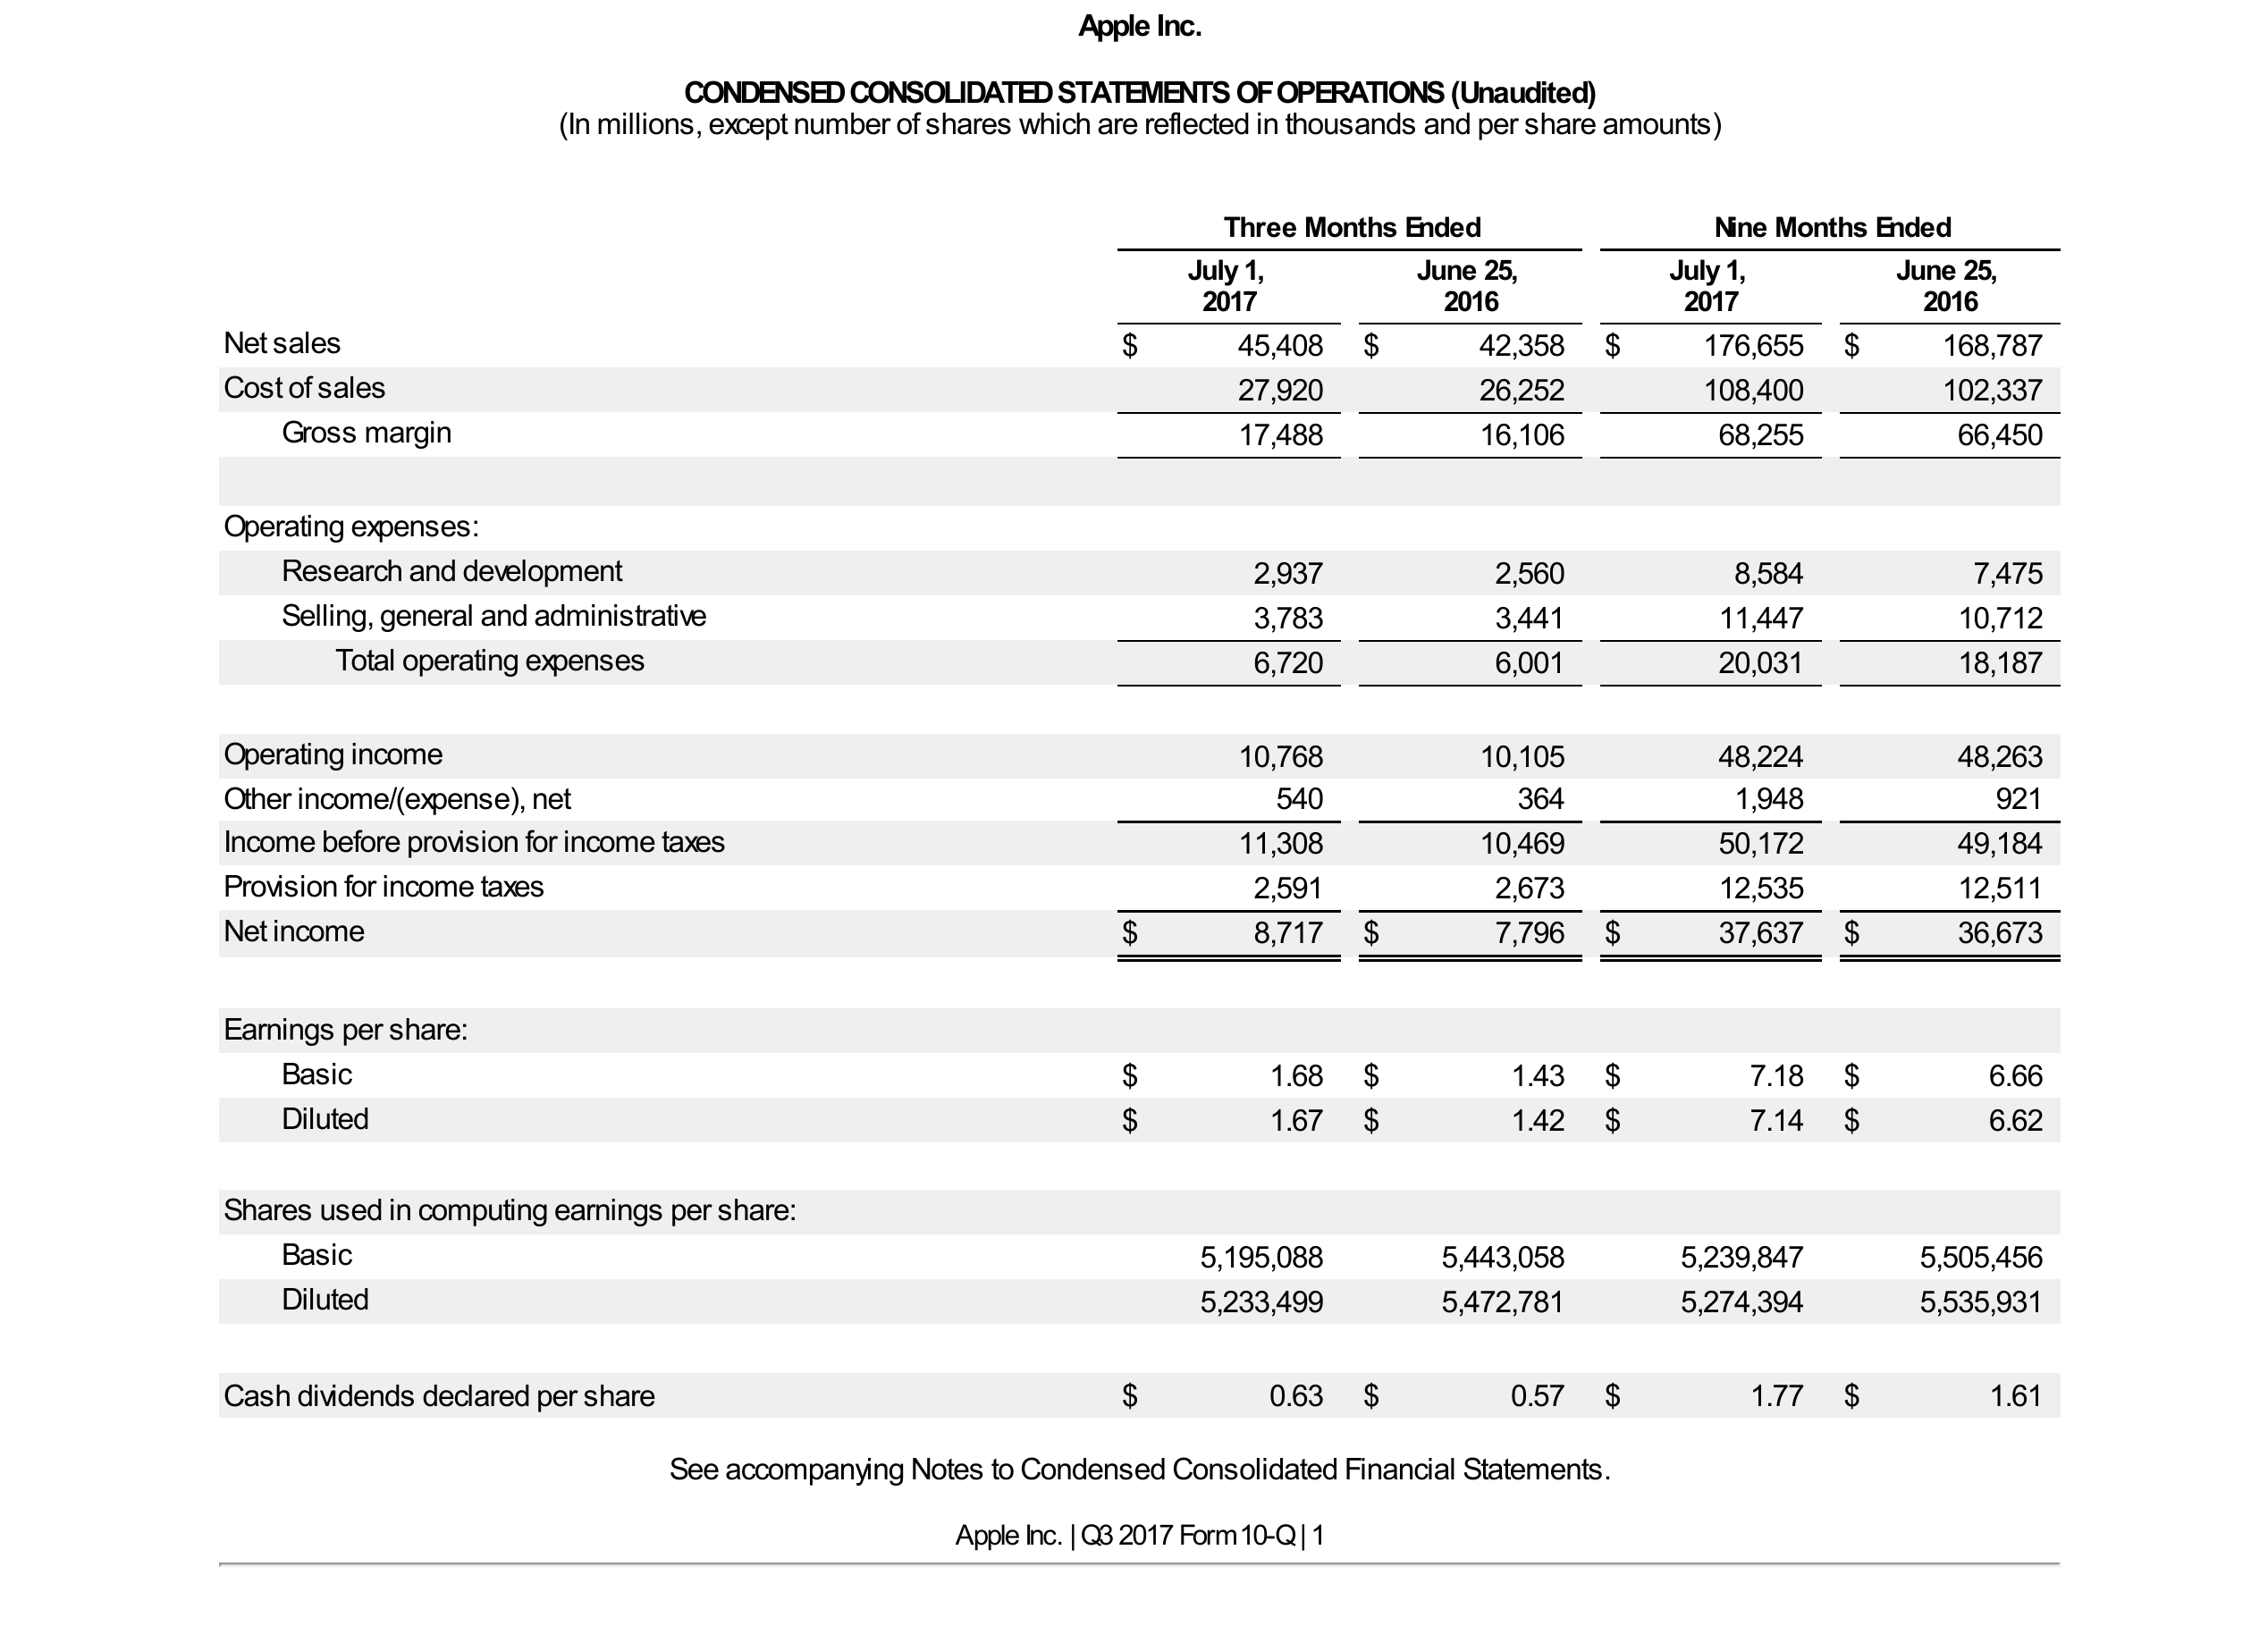 Apple Inc.
CONDENSED CONSOLIDATED STATEMENTS OF OPERATIONS (Unaudited)
(In millions, except number of shares which are reflected in thousands and per share amounts)
Three Months Ended Nine Months Ended
July 1, June 25, July 1, June 25,
2017 2016 2017 2016
Net sales $ 45,408 $ 42,358 $ 176,655 $ 168,787
Cost of sales 27,920 26,252 108,400 102,337
Gross margin 17,488 16,106 68,255 66,450
Operating expenses:
Research and development 2,937 2,560 8,584 7,475
Selling, general and administrative 3,783 3,441 11,447 10,712
Total operating expenses 6,720 6,001 20,031 18,187
Operating income 10,768 10,105 48,224 48,263
Other income/(expense), net 540 364 1,948 921
Income before provision for income taxes 11,308 10,469 50,172 49,184
Provision for income taxes 2,591 2,673 12,535 12,511
Net income $ 8,717 $ 7,796 $ 37,637 $ 36,673
Earnings per share:
Basic $ 1.68 $ 1.43 $ 7.18 $ 6.66
Diluted $ 1.67 $ 1.42 $ 7.14 $ 6.62
Shares used in computing earnings per share:
Basic 5,195,088 5,443,058 5,239,847 5,505,456
Diluted 5,233,499 5,472,781 5,274,394 5,535,931
Cash dividends declared per share $ 0.63 $ 0.57 $ 1.77 $ 1.61
See accompanying Notes to Condensed Consolidated Financial Statements.
Apple Inc. | Q3 2017 Form 10-Q | 1